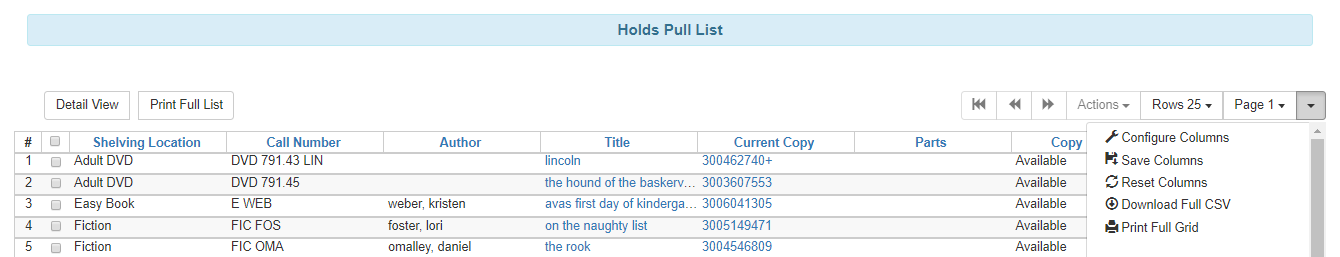 Holds Pull List
Detail View Print Full List Actions Rows 25 Page 1
# Shelving Location Call Number Author Title Current Copy Parts Copy
1 Adult DVD DVD 791.43 LIN lincoln 300462740+ Available
2 Adult DVD DVD 791.45 the hound of the baskerv... 3003607553 Available
3 Easy Book E WEB weber, kristen avas first day of kinderga... 3006041305 Available
4 Fiction FIC FOS foster, lori on the naughty list 3005149471 Available
5 Fiction FIC OMA omalley, daniel the rook 3004546809 Available
Configure Columns
Save Columns
Reset Columns
Download Full CSV
Print Full Grid